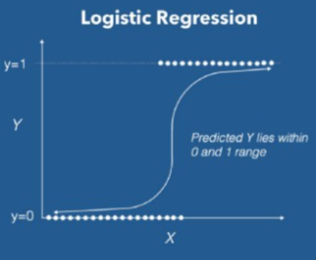 Logistic Regression
y=1
Y
Predicted Y lies within
0 and 1 range
y=0
X